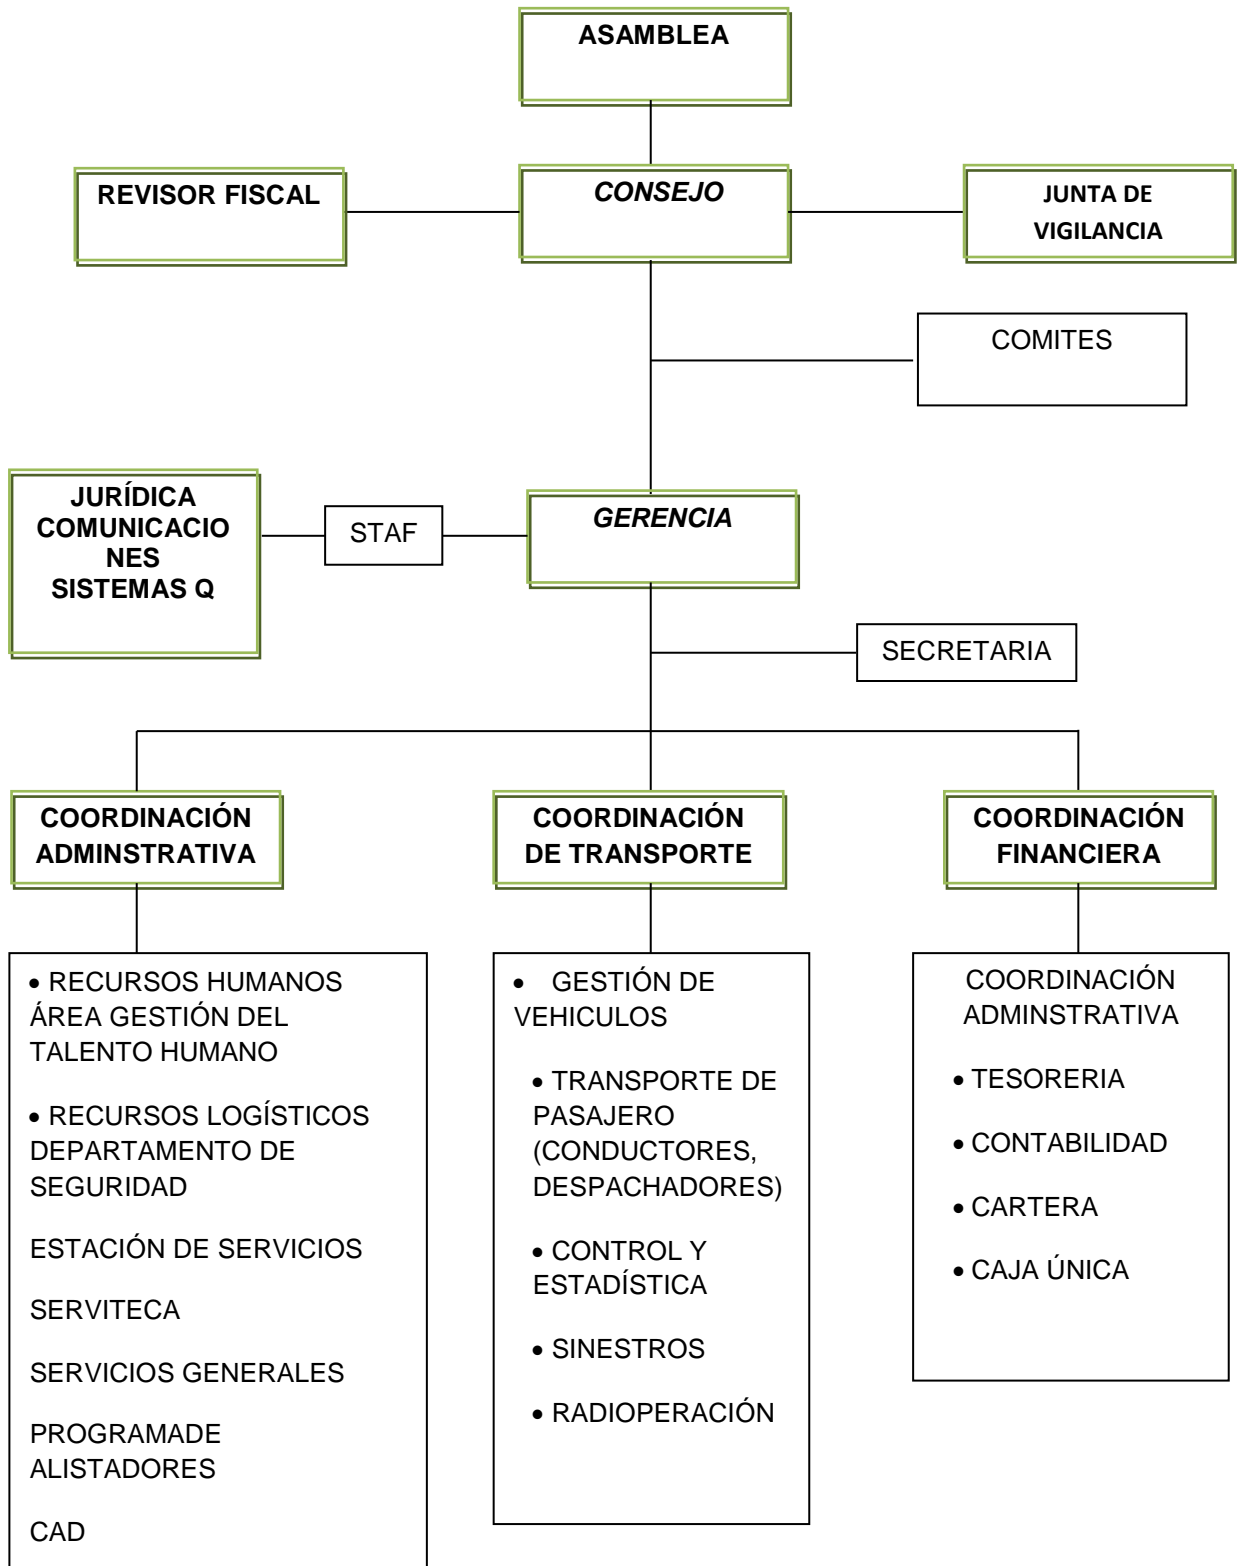 ASAMBLEA
REVISOR FISCAL
CONSEJO
JUNTA DE
VIGILANCIA
COMITES
JURÍDICA
COMUNICACIO
NES
SISTEMAS Q
STAF
GERENCIA
SECRETARIA
COORDINACIÓN
ADMINSTRATIVA
COORDINACIÓN
DE TRANSPORTE
COORDINACIÓN
FINANCIERA
• RECURSOS HUMANOS
ÁREA GESTIÓN DEL
TALENTO HUMANO
• RECURSOS LOGÍSTICOS
DEPARTAMENTO DE
SEGURIDAD
ESTACIÓN DE SERVICIOS
SERVITECA
SERVICIOS GENERALES
PROGRAMADE
ALISTADORES
CAD
• GESTIÓN DE
VEHICULOS
• TRANSPORTE DE
PASAJERO
(CONDUCTORES,
DESPACHADORES)
• CONTROL Y
ESTADÍSTICA
• SINESTROS
• RADIOPERACIÓN
COORDINACIÓN
ADMINSTRATIVA
• TESORERIA
• CONTABILIDAD
• CARTERA
• CAJA ÚNICA